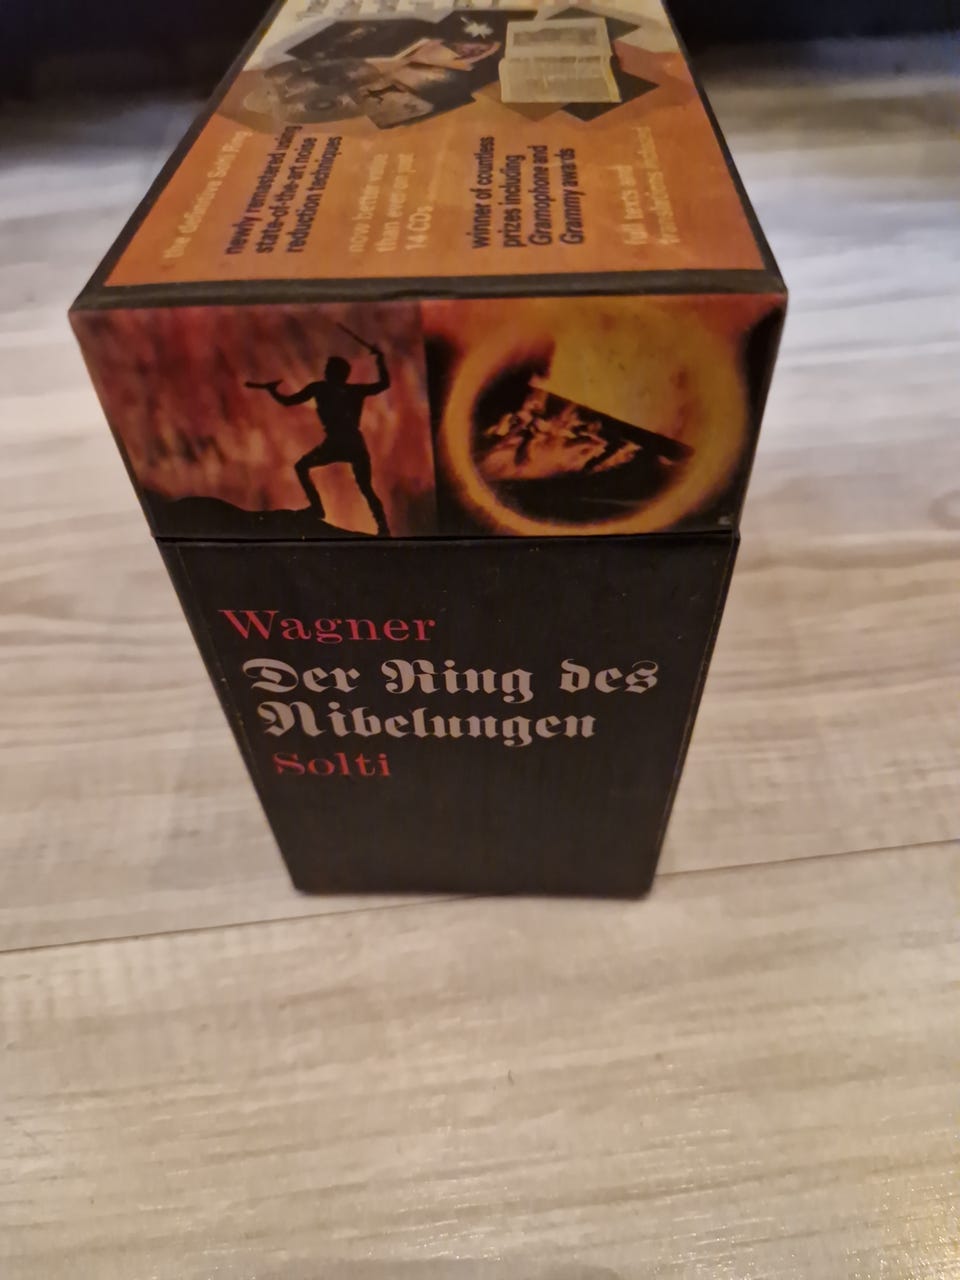 the definitive Solti Ring
newly remastered using
state-of-the-art noise
reduction techniques
now better value
than ever on just
14 CDs
winner of countless
prizes including
Gramophone and
Grammy awards
full texts and
translations included
Wagner
Der Ring des
Nibelungen
Solti